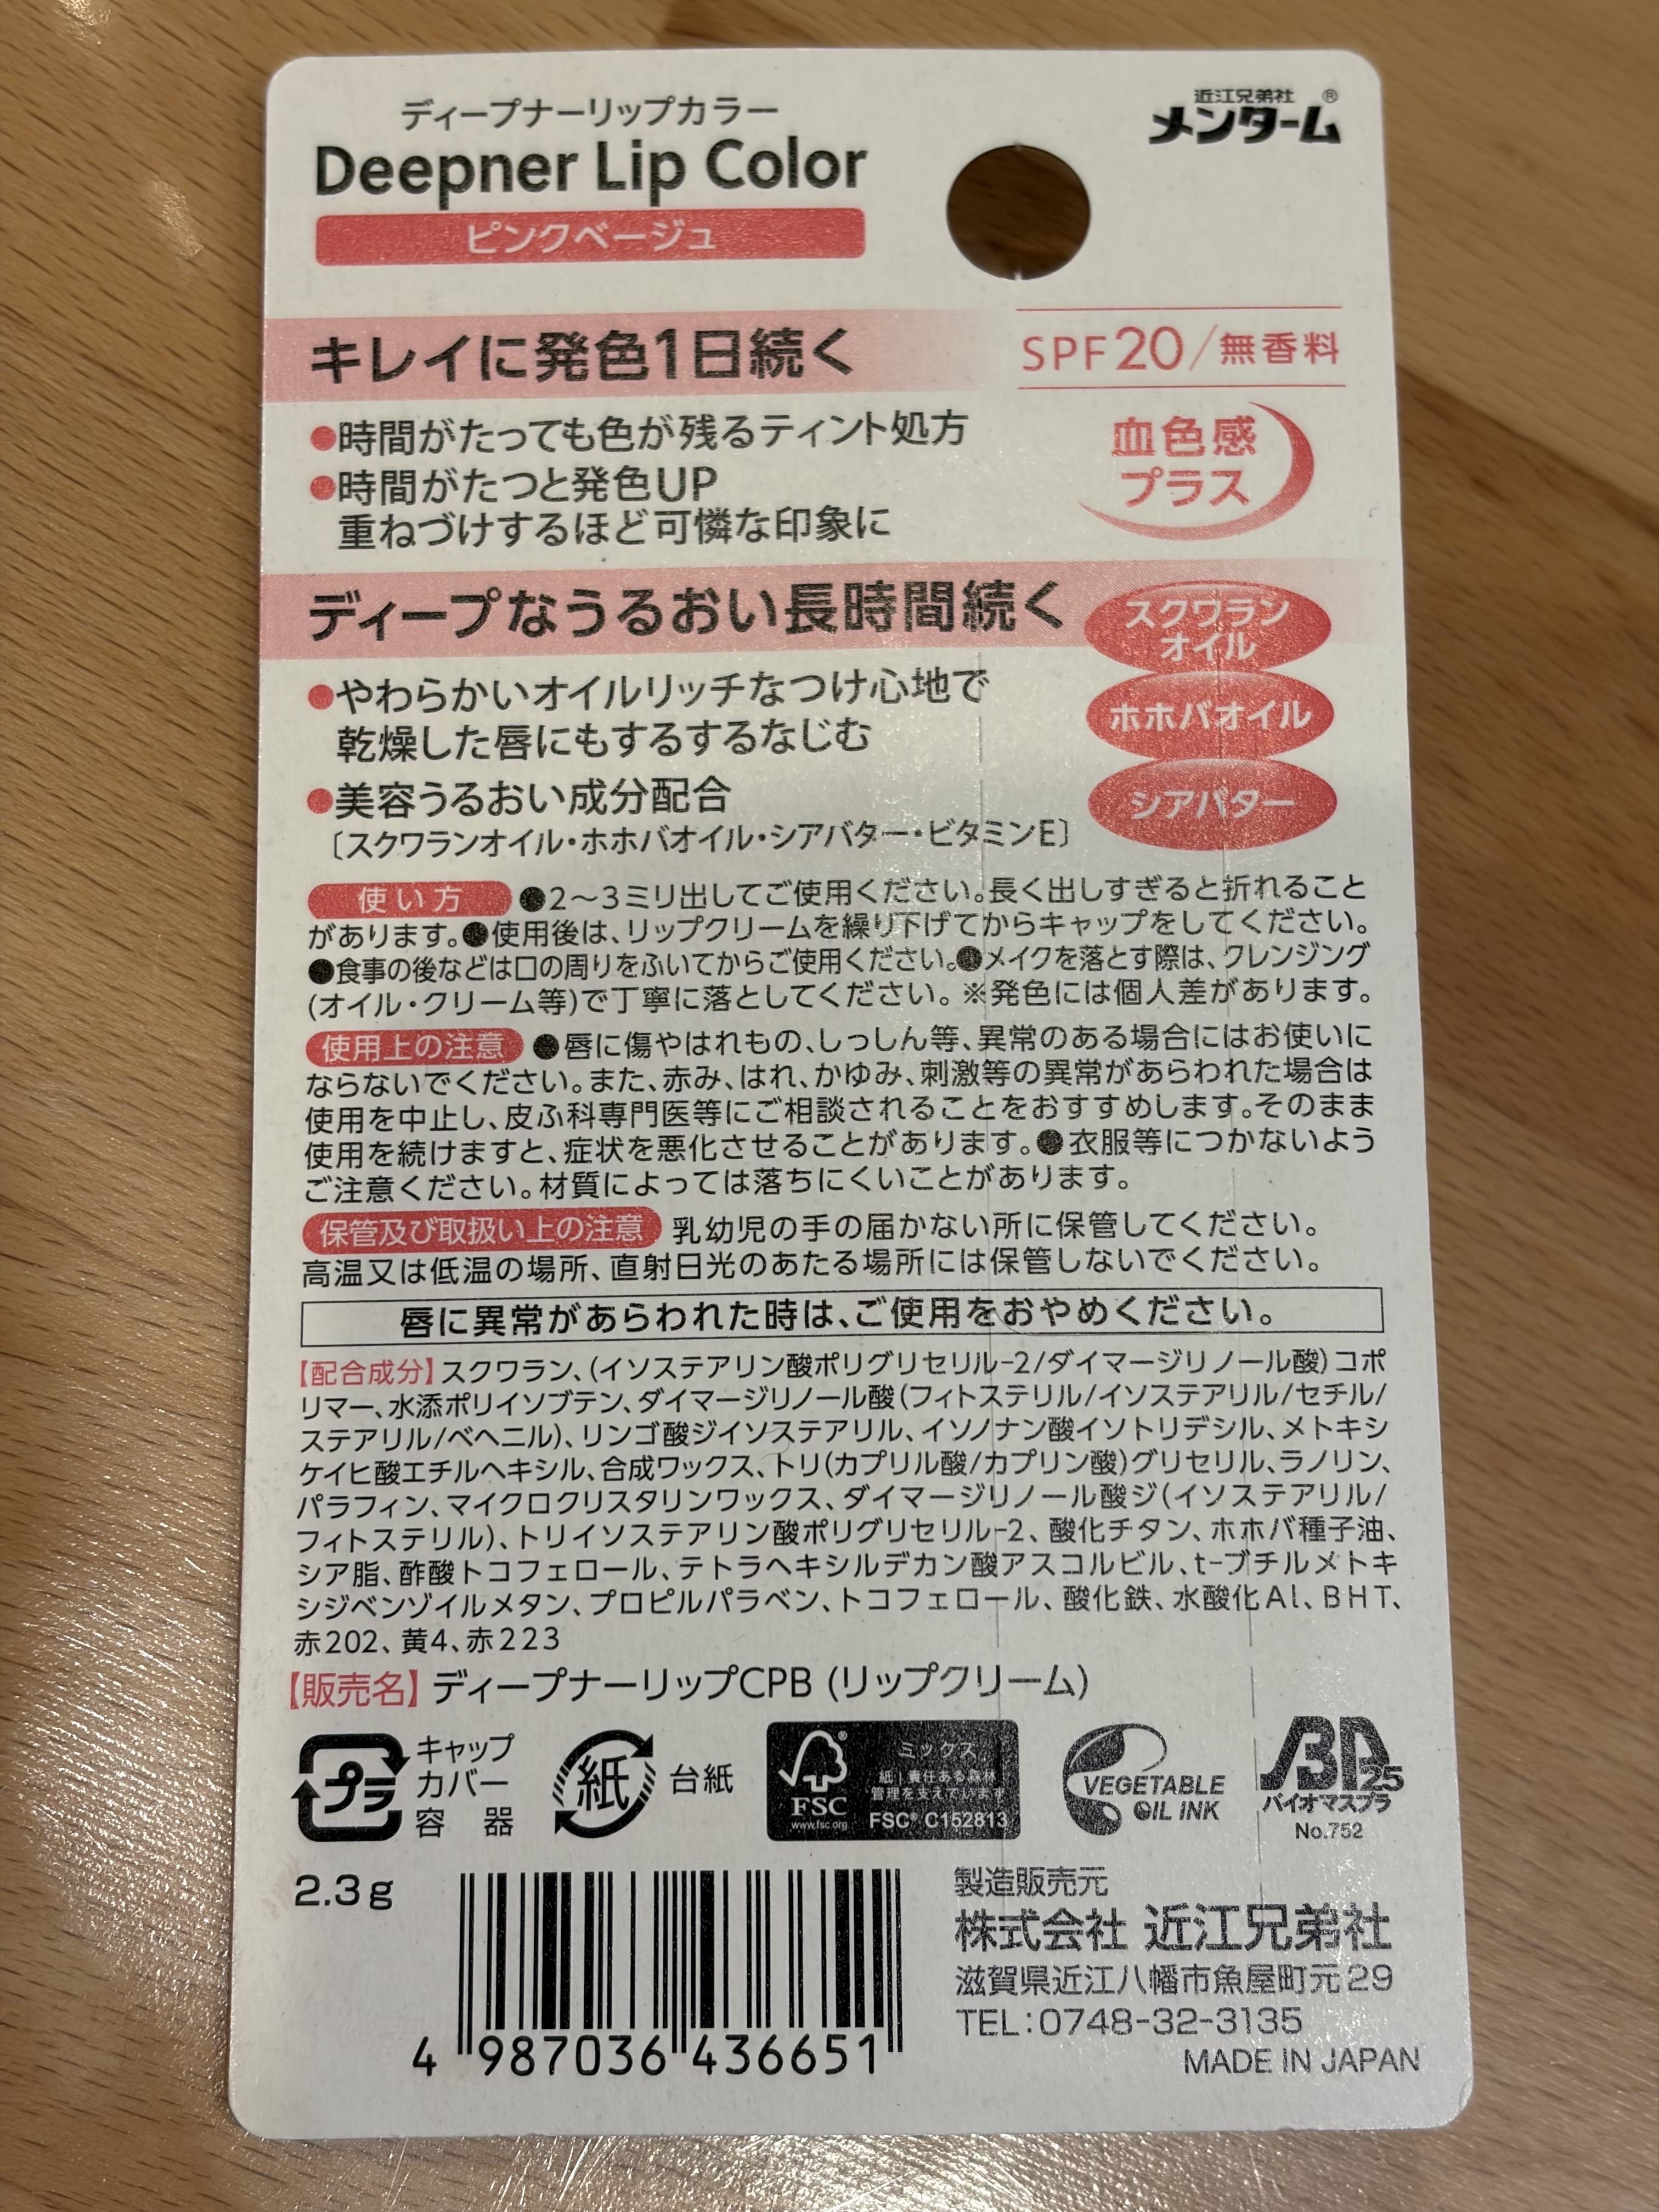 ディープナーリップカラー
Deepner Lip Color
ピンクベージュ
近江兄弟社 ®
メンターム
キレイに発色1日続く
SPF20/無香料
●時間がたっても色が残るティント処方
●時間がたつと発色UP
重ねづけするほど可憐な印象に
血色感
プラス
ディープなうるおい長時間続く
●やわらかいオイルリッチなつけ心地で
乾燥した唇にもするするなじむ
●美容うるおい成分配合
〔スクワランオイル・ホホバオイル・シアバター・ビタミンE〕
スクワラン
オイル
ホホバオイル
シアバター
使い方 ●2〜3ミリ出してご使用ください。長く出しすぎると折れること
があります。●使用後は、リップクリームを繰り下げてからキャップをしてください。
●食事の後などは口の周りをふいてからご使用ください。●メイクを落とす際は、クレンジング
(オイル・クリーム等)で丁寧に落としてください。※発色には個人差があります。
使用上の注意 ●唇に傷やはれもの、しっしん等、異常のある場合にはお使いに
ならないでください。また、赤み、はれ、かゆみ、刺激等の異常があらわれた場合は
使用を中止し、皮ふ科専門医等にご相談されることをおすすめします。そのまま
使用を続けますと、症状を悪化させることがあります。●衣服等につかないよう
ご注意ください。材質によっては落ちにくいことがあります。
保管及び取扱い上の注意 乳幼児の手の届かない所に保管してください。
高温又は低温の場所、直射日光のあたる場所には保管しないでください。
唇に異常があらわれた時は、ご使用をおやめください。
【配合成分】スクワラン、(イソステアリン酸ポリグリセリル-2/ダイマージリノール酸)コポ
リマー、水添ポリイソブテン、ダイマージリノール酸(フィトステリル/イソステアリル/セチル/
ステアリル/ベヘニル)、リンゴ酸ジイソステアリル、イソノナン酸イソトリデシル、メトキシ
ケイヒ酸エチルヘキシル、合成ワックス、トリ(カプリル酸/カプリン酸)グリセリル、ラノリン、
パラフィン、マイクロクリスタリンワックス、ダイマージリノール酸ジ(イソステアリル/
フィトステリル)、トリイソステアリン酸ポリグリセリル-2、酸化チタン、ホホバ種子油、
シア脂、酢酸トコフェロール、テトラヘキシルデカン酸アスコルビル、t-ブチルメトキ
シジベンゾイルメタン、プロピルパラベン、トコフェロール、酸化鉄、水酸化Al、BHT、
赤202、黄4、赤223
【販売名】ディープナーリップCPB (リップクリーム)
プラ
キャップ
カバー
容 器
紙
台紙
FSC ®
www.fsc.org
ミックス
紙|責任ある森林
管理を支えています
FSC® C152813
VEGETABLE
OIL INK
BP25
バイオマスプラ
No.752
2.3g
4 987036 436651
製造販売元
株式会社 近江兄弟社
滋賀県近江八幡市魚屋町元29
TEL:0748-32-3135
MADE IN JAPAN